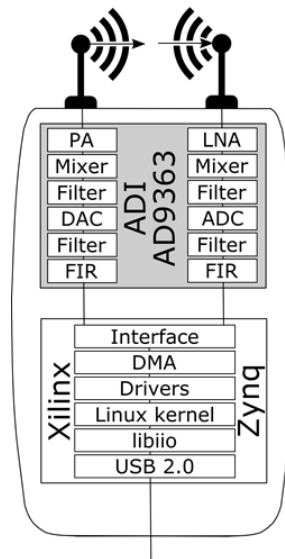 PA
Mixer
Filter
DAC
Filter
FIR
ADI
AD9363
LNA
Mixer
Filter
ADC
Filter
FIR
Xilinx
Interface
DMA
Drivers
Linux kernel
libiio
USB 2.0
Zynq